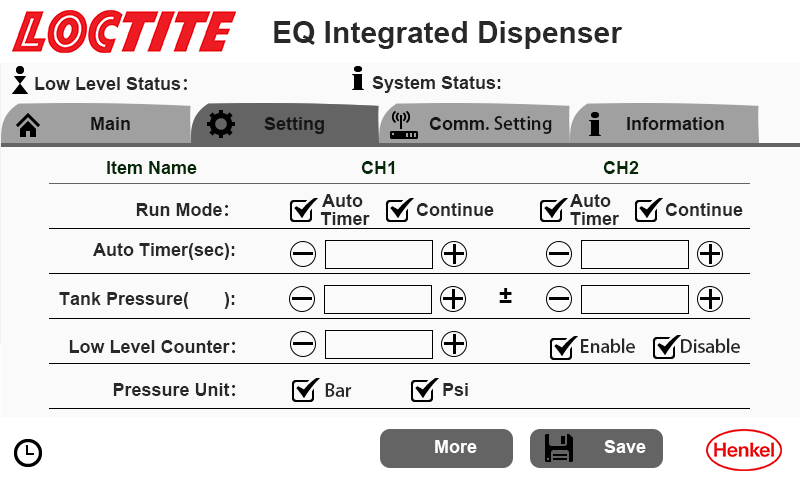 LOCTITE EQ Integrated Dispenser
Low Level Status: System Status:
Main Setting Comm. Setting Information
Item Name CH1 CH2
Run Mode: Auto Timer Continue Auto Timer Continue
Auto Timer(sec):
Tank Pressure( ): ±
Low Level Counter: Enable Disable
Pressure Unit: Bar Psi
More Save Henkel